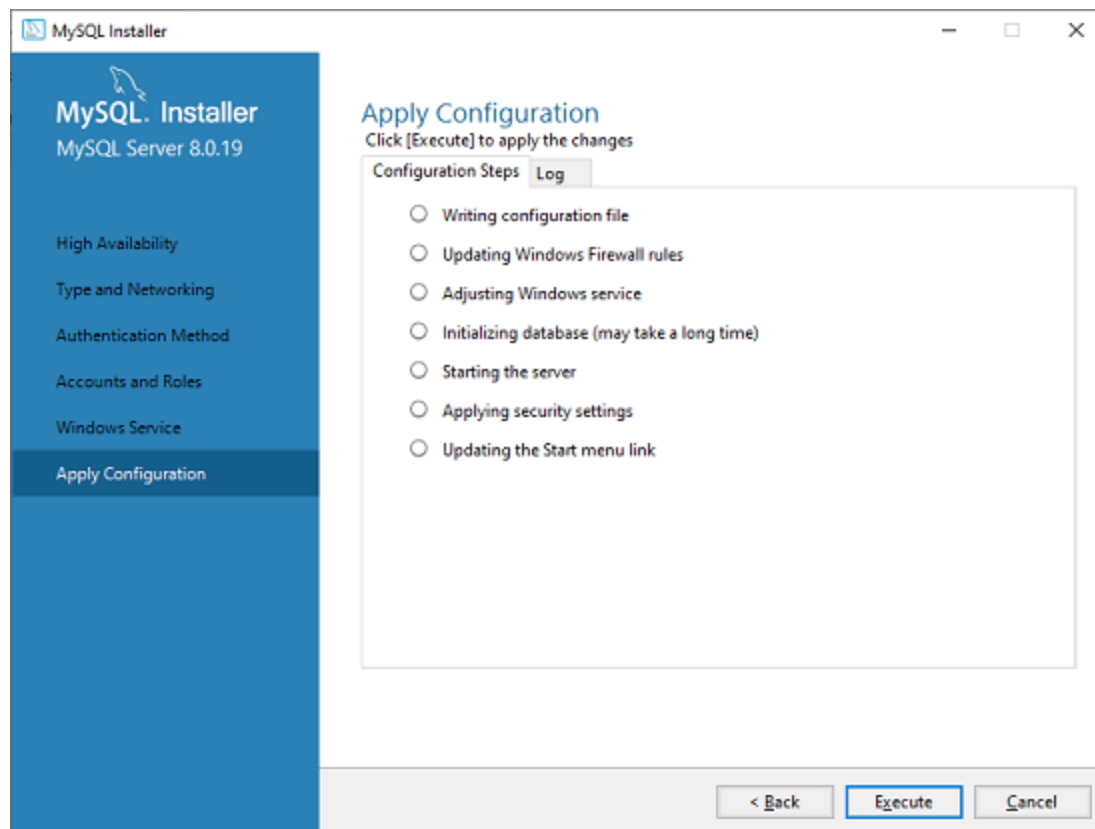 MySQL Installer
MySQL. Installer
MySQL Server 8.0.19
High Availability
Type and Networking
Authentication Method
Accounts and Roles
Windows Service
Apply Configuration
Apply Configuration
Click [Execute] to apply the changes
Configuration Steps Log
Writing configuration file
Updating Windows Firewall rules
Adjusting Windows service
Initializing database (may take a long time)
Starting the server
Applying security settings
Updating the Start menu link
< Back Execute Cancel